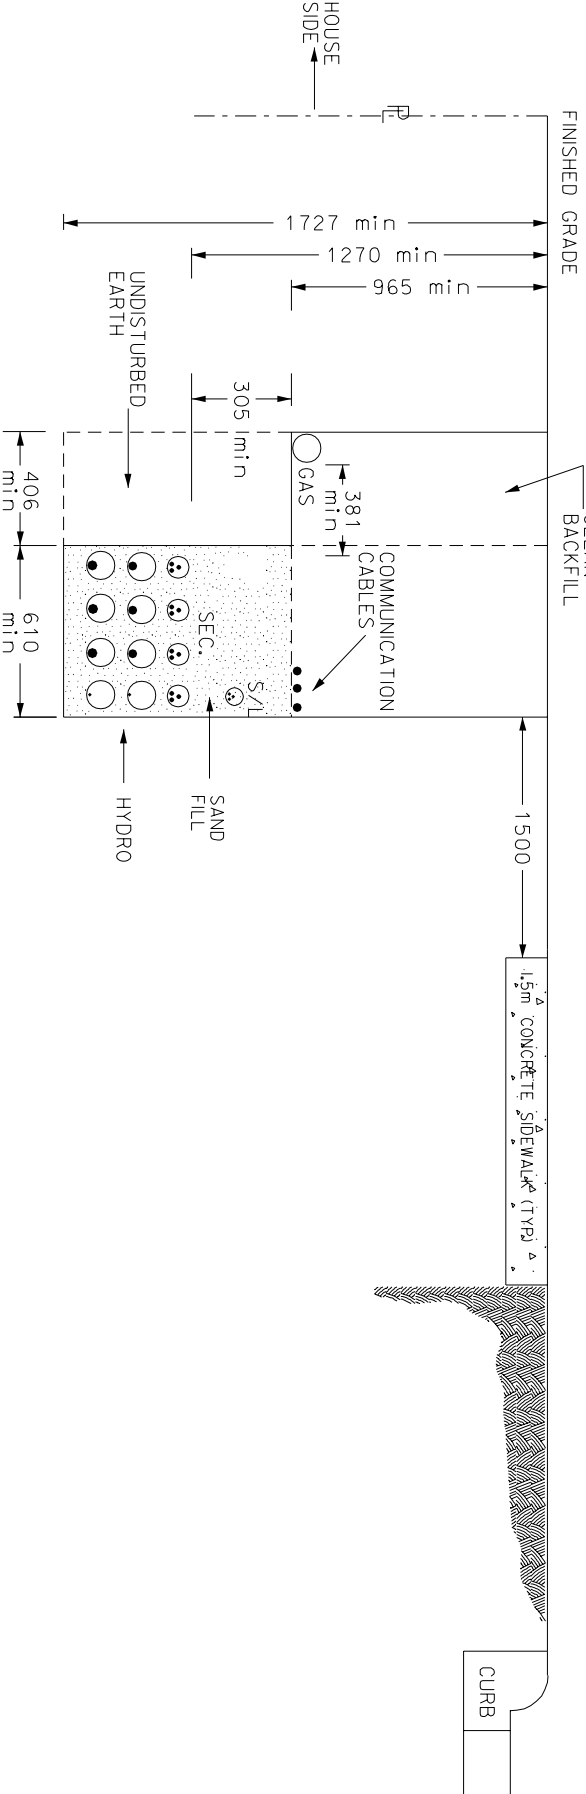 HOUSE
SIDE
PL
FINISHED GRADE
1727 min
1270 min
965 min
305 min
UNDISTURBED
EARTH
406
min
GAS
381
min
BACKFILL
COMMUNICATION
CABLES
SEC.
S/L
610
min
SAND
FILL
HYDRO
1500
1.5m CONCRETE SIDEWALK (TYP.)
CURB